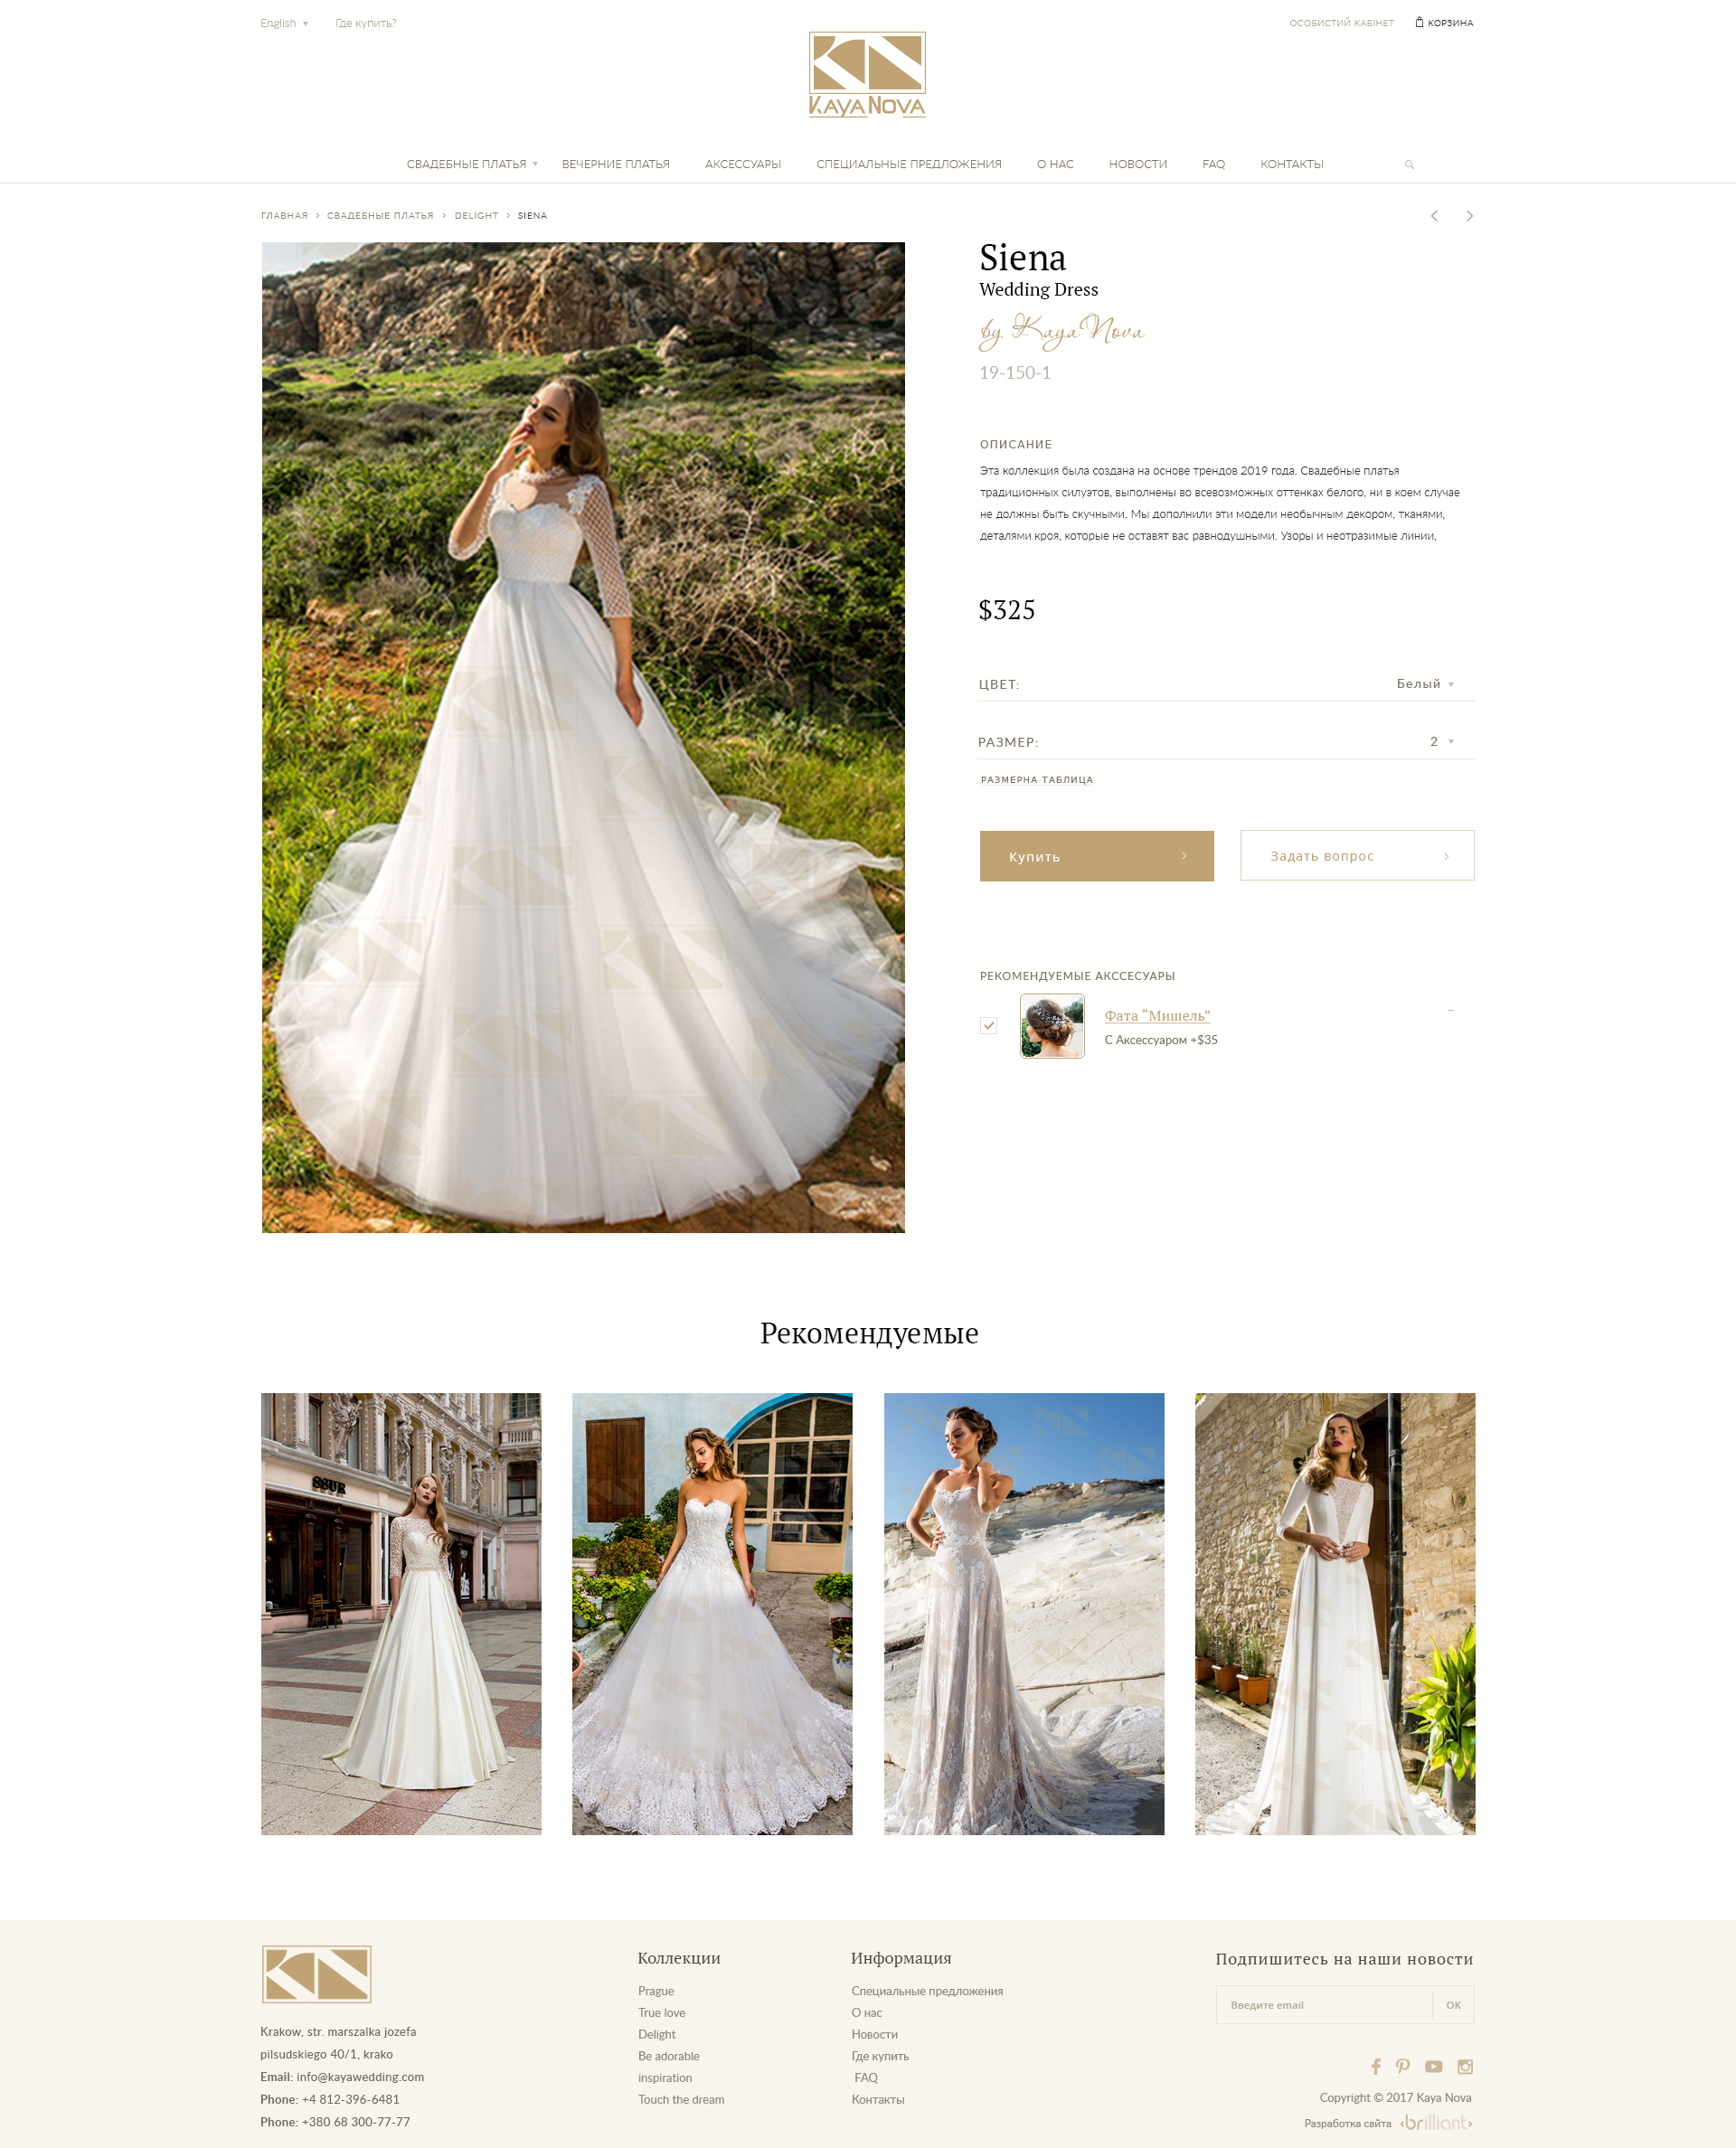 English Где купить?
ОСОБИСТИЙ КАБІНЕТ КОРЗИНА
KAYA NOVA
СВАДЕБНЫЕ ПЛАТЬЯ ВЕЧЕРНИЕ ПЛАТЬЯ АКСЕССУАРЫ СПЕЦИАЛЬНЫЕ ПРЕДЛОЖЕНИЯ О НАС НОВОСТИ FAQ КОНТАКТЫ
ГЛАВНАЯ > СВАДЕБНЫЕ ПЛАТЬЯ > DELIGHT > SIENA
Siena
Wedding Dress
by Kaya Nova
19-150-1
ОПИСАНИЕ
Эта коллекция была создана на основе трендов 2019 года. Свадебные платья
традиционных силуэтов, выполнены во всевозможных оттенках белого, ни в коем случае
не должны быть скучными. Мы дополнили эти модели необычным декором, тканями,
деталями кроя, которые не оставят вас равнодушными. Узоры и неотразимые линии,
$325
ЦВЕТ: Белый
РАЗМЕР: 2
РАЗМЕРНА ТАБЛИЦА
Купить
Задать вопрос
РЕКОМЕНДУЕМЫЕ АКССЕСУАРЫ
Фата “Мишель”
С Аксессуаром +$35
Рекомендуемые
SSUR
Krakow, str. marszalka jozefa
pilsudskiego 40/1, krako
Email: info@kayawedding.com
Phone: +4 812-396-6481
Phone: +380 68 300-77-77
Коллекции
Prague
True love
Delight
Be adorable
inspiration
Touch the dream
Информация
Специальные предложения
О нас
Новости
Где купить
FAQ
Контакты
Подпишитесь на наши новости
Введите email OK
Copyright © 2017 Kaya Nova
Разработка сайта brilliant